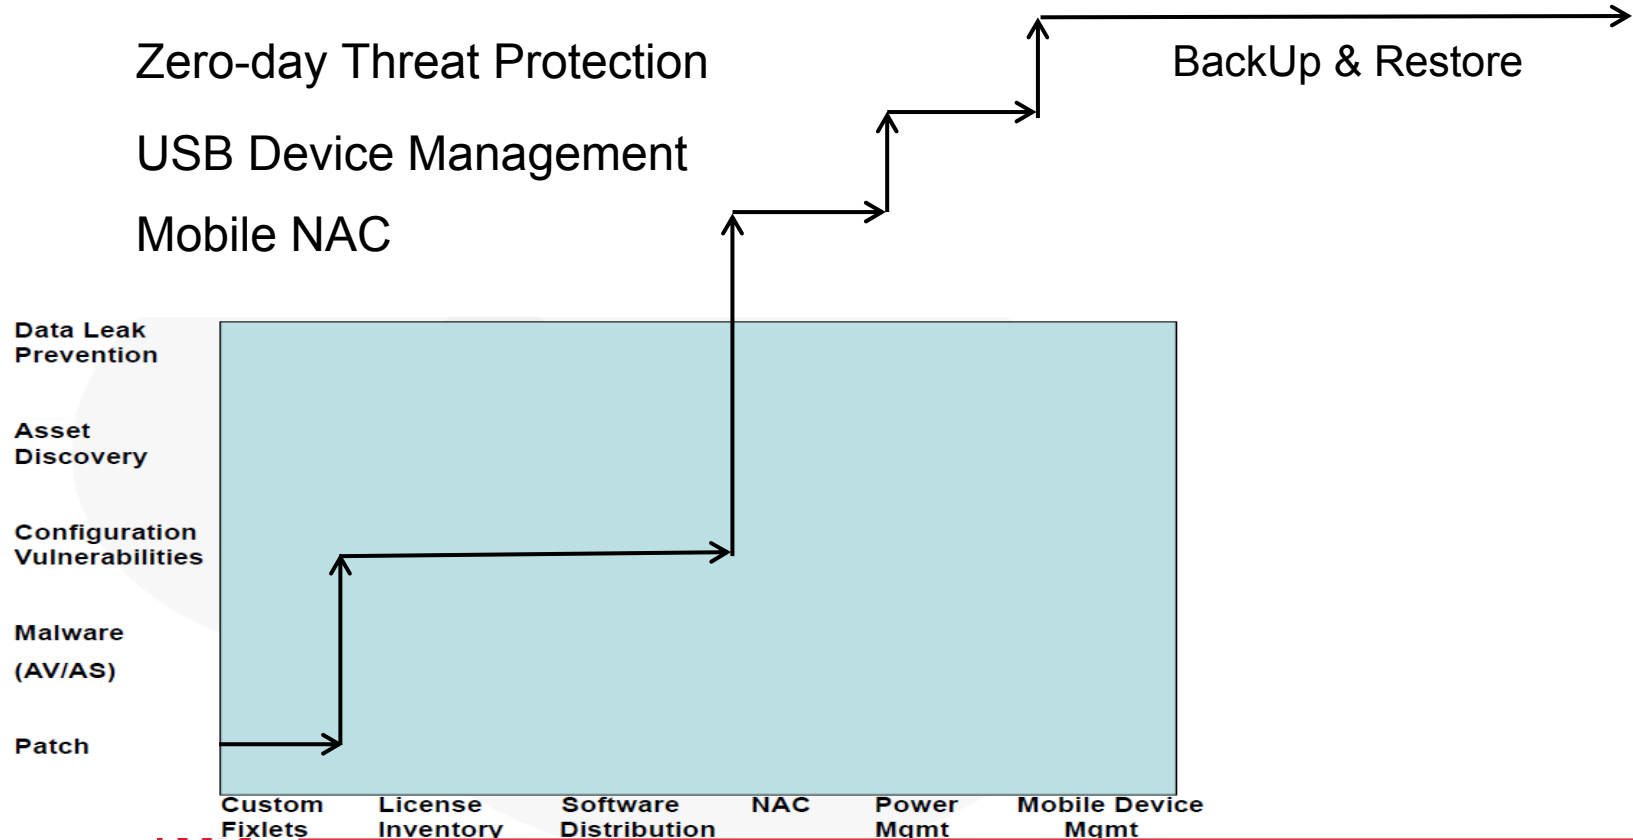 Zero-day Threat Protection
BackUp & Restore
USB Device Management
Mobile NAC
Data Leak
Prevention
Asset
Discovery
Configuration
Vulnerabilities
Malware
(AV/AS)
Patch
Custom
Fixlets
License
Inventory
Software
Distribution
NAC
Power
Mgmt
Mobile Device
Mgmt